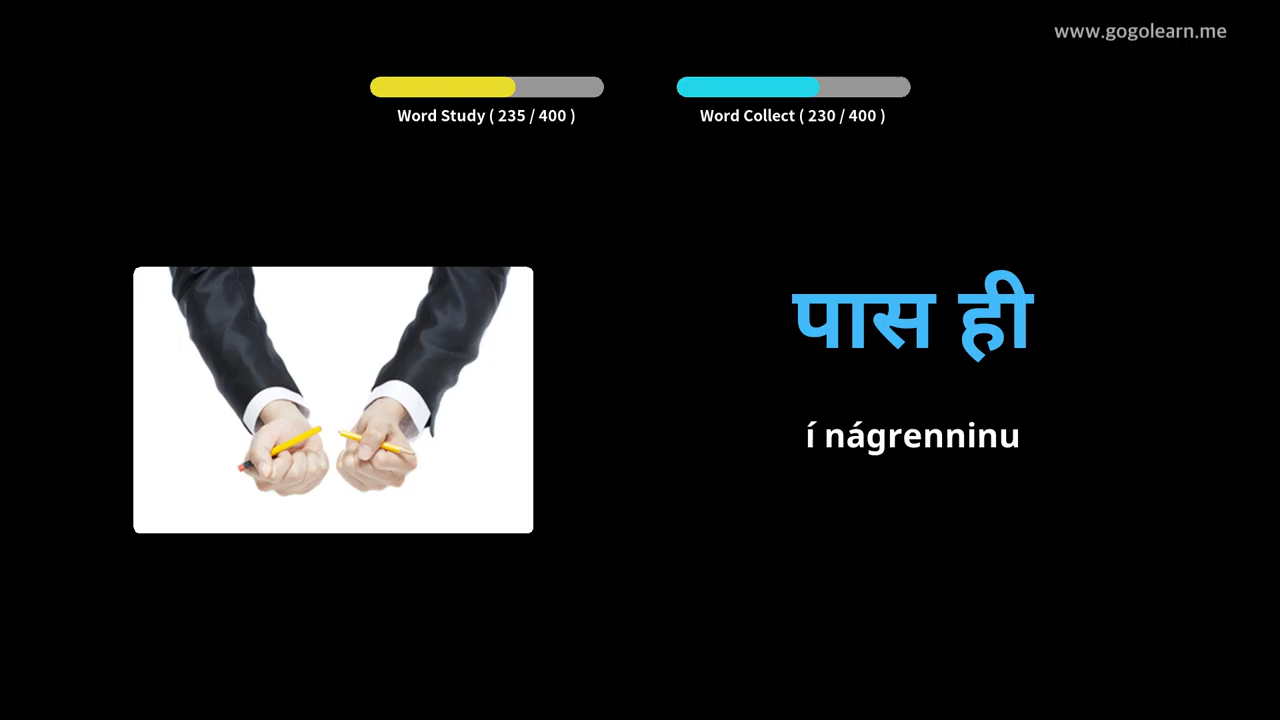 www.gogolearn.me
Word Study ( 235 / 400 )
Word Collect ( 230 / 400 )
पास ही
í nágrenninu